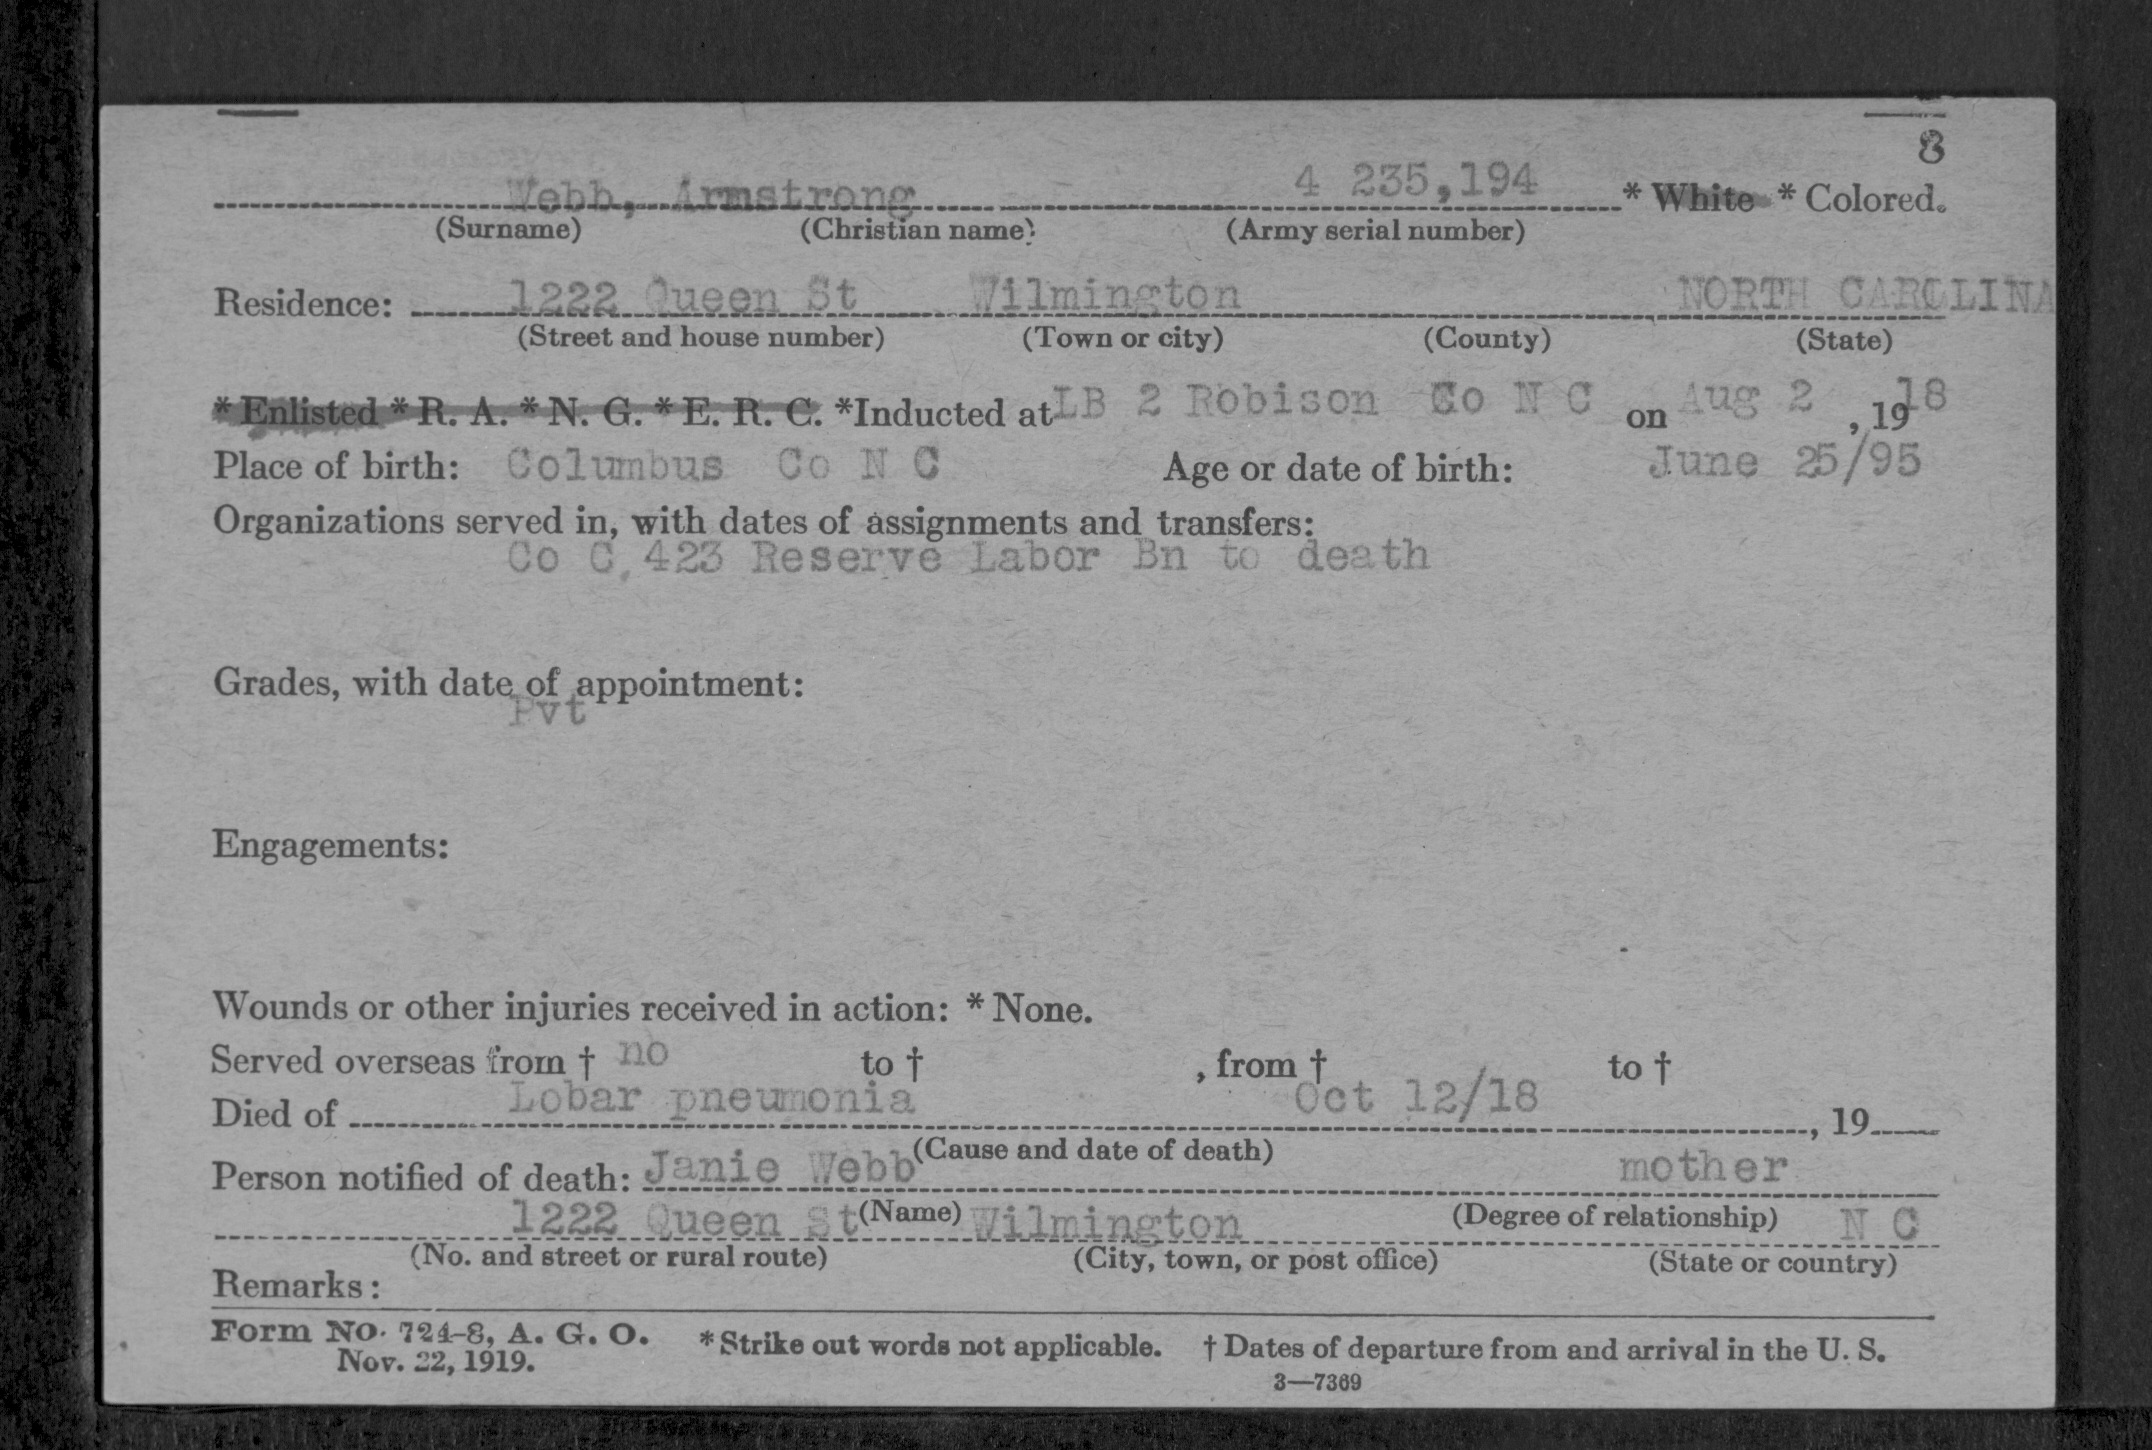 8
Webb, Armstrong 4 235,194 * White * Colored.
(Surname) (Christian name) (Army serial number)
Residence: 1222 Queen St Wilmington NORTH CAROLINA
(Street and house number) (Town or city) (County) (State)
* Enlisted * R. A. * N. G. * E. R. C. *Inducted at LB 2 Robison Co N C on Aug 2, 1918
Place of birth: Columbus Co N C Age or date of birth: June 25/95
Organizations served in, with dates of assignments and transfers:
Co C, 423 Reserve Labor Bn to death
Grades, with date of appointment:
Pvt
Engagements:
Wounds or other injuries received in action: * None.
Served overseas from † no to † , from † to †
Died of Lobar pneumonia Oct 12/18 , 19
(Cause and date of death)
Person notified of death: Janie Webb mother
(Name) (Degree of relationship)
1222 Queen St Wilmington N C
(No. and street or rural route) (City, town, or post office) (State or country)
Remarks:
Form No. 724-8, A. G. O. * Strike out words not applicable. † Dates of departure from and arrival in the U. S.
Nov. 22, 1919.
3—7369